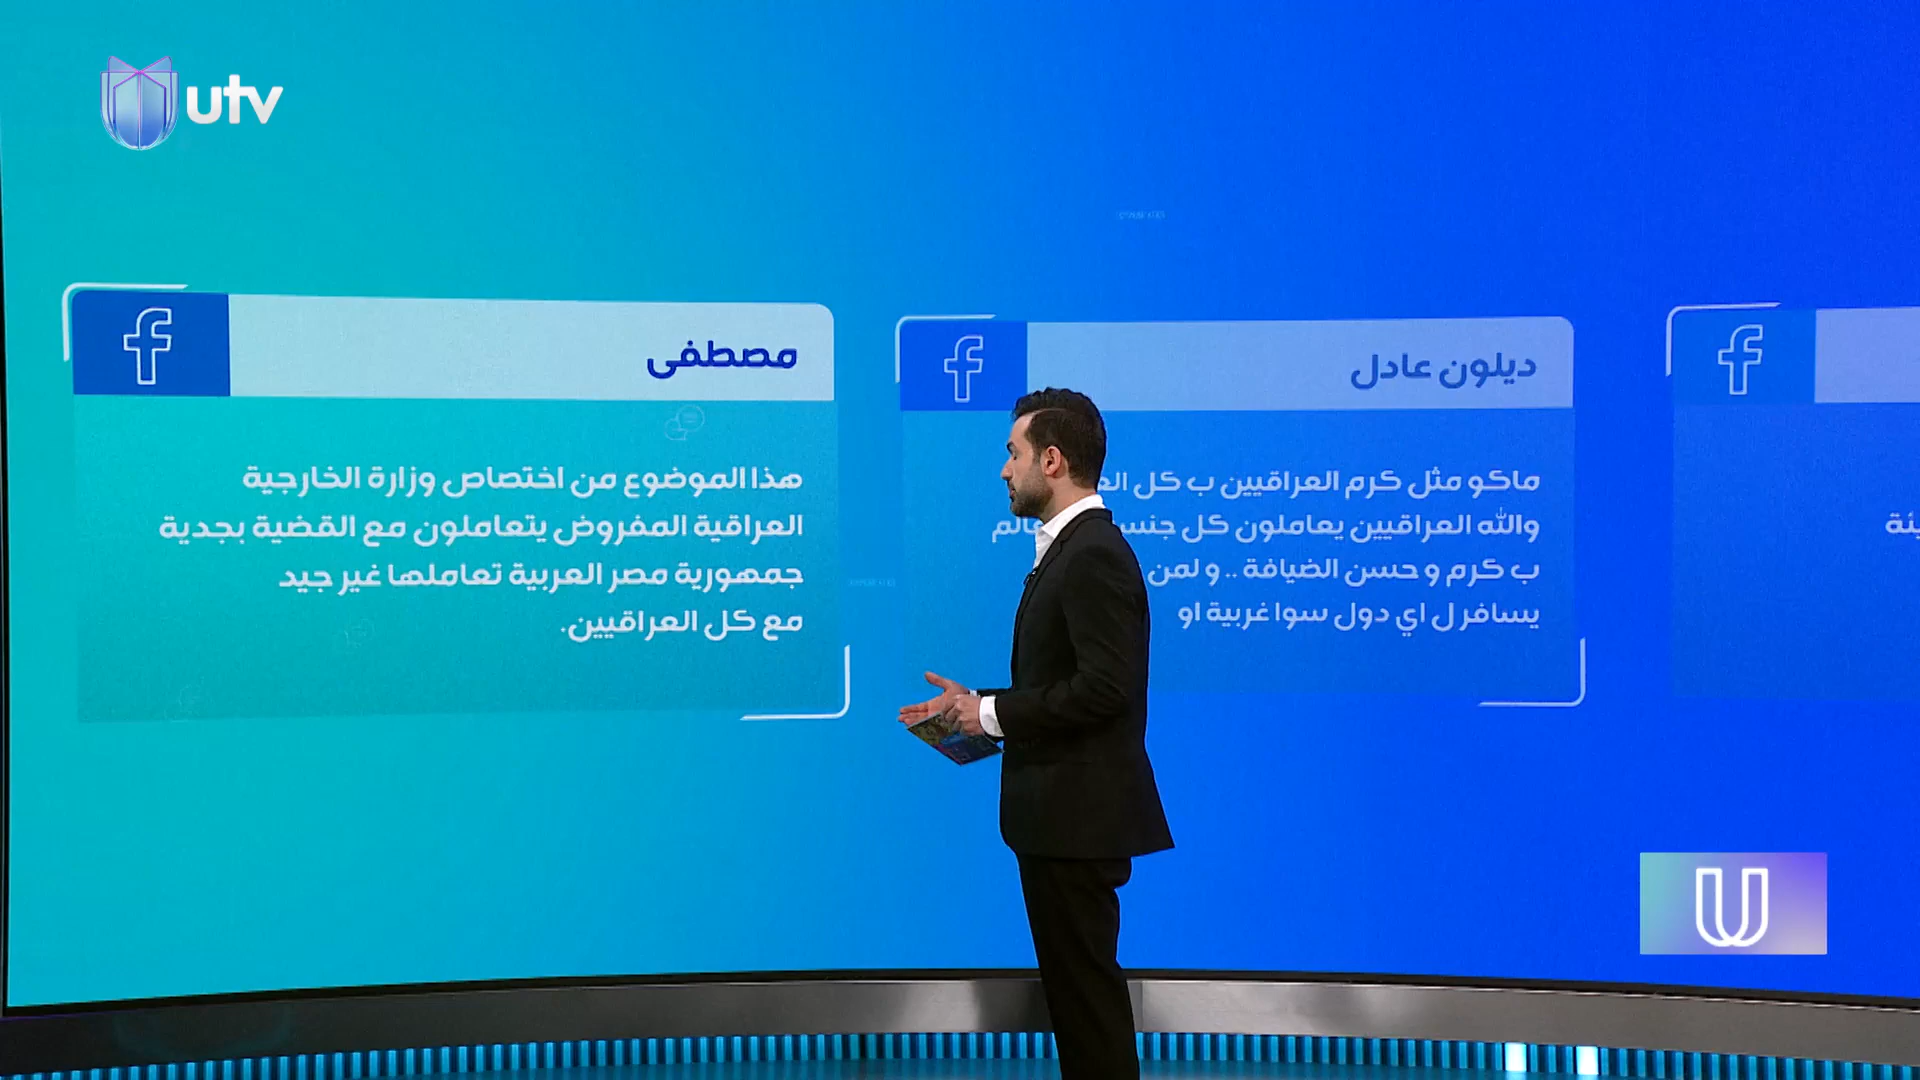 utv
مصطفى
هذا الموضوع من اختصاص وزارة الخارجية
العراقية المفروض يتعاملون مع القضية بجدية
جمهورية مصر العربية تعاملها غير جيد
مع كل العراقيين.
ديلون عادل
ماكو مثل كرم العراقيين ب كل
والله العراقيين يعاملون كل
ب كرم و حسن الضيافة .. و لمن
يسافر ل اي دول سوا غربية او
U